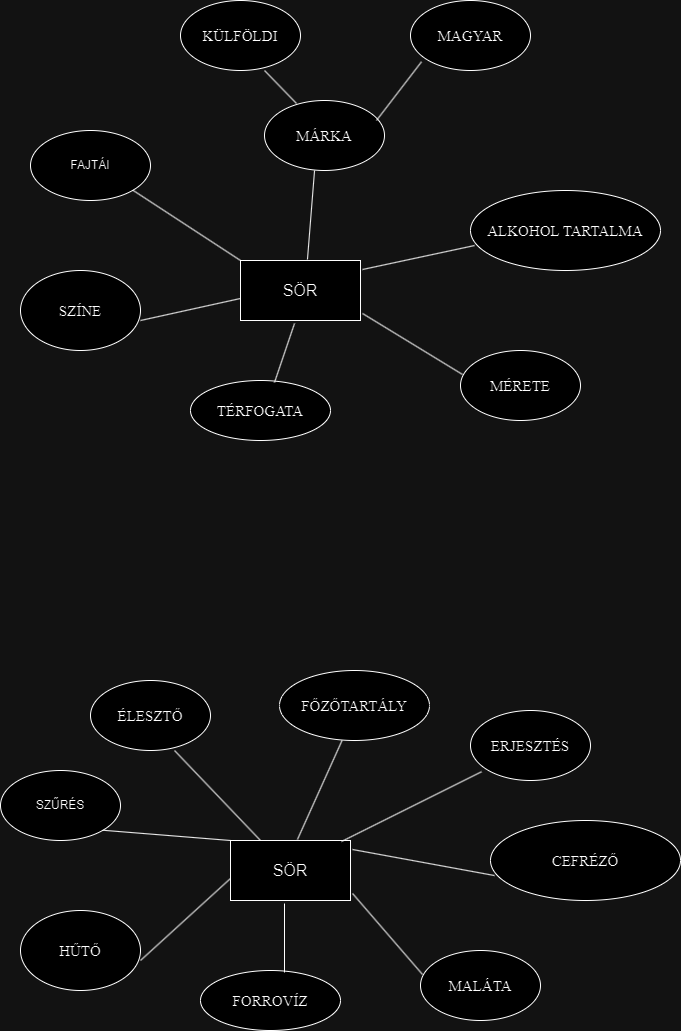 KÜLFÖLDI
MAGYAR
MÁRKA
FAJTÁI
ALKOHOL TARTALMA
SÖR
SZÍNE
MÉRETE
TÉRFOGATA
ÉLESZTŐ
FŐZŐTARTÁLY
ERJESZTÉS
SZŰRÉS
CEFRÉZŐ
SÖR
HŰTŐ
MALÁTA
FORROVÍZ